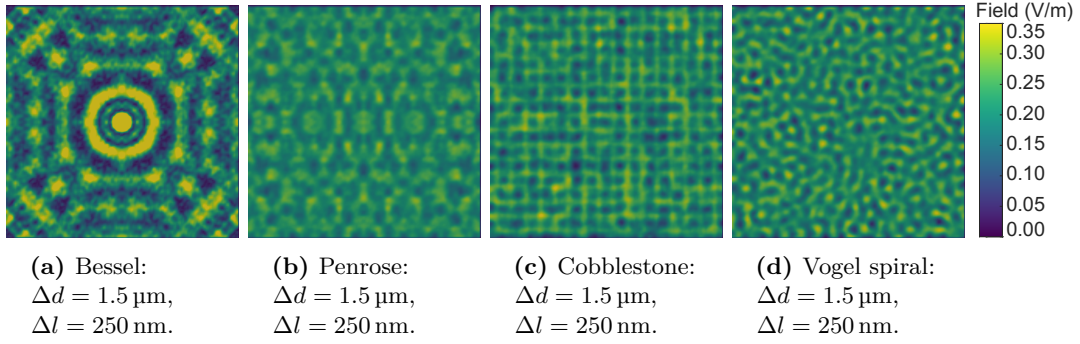 Field (V/m)
0.35
0.30
0.25
0.20
0.15
0.10
0.05
0.00
(a) Bessel:
Δd = 1.5 µm,
Δl = 250 nm.
(b) Penrose:
Δd = 1.5 µm,
Δl = 250 nm.
(c) Cobblestone:
Δd = 1.5 µm,
Δl = 250 nm.
(d) Vogel spiral:
Δd = 1.5 µm,
Δl = 250 nm.